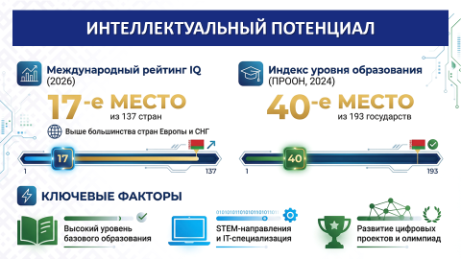 ИНТЕЛЛЕКТУАЛЬНЫЙ ПОТЕНЦИАЛ
Международный рейтинг IQ
(2026)
17-е МЕСТО
из 137 стран
Выше большинства стран Европы и СНГ
17
1
137
Индекс уровня образования
(ПРООН, 2024)
40-е МЕСТО
из 193 государств
40
1
193
КЛЮЧЕВЫЕ ФАКТОРЫ
Высокий уровень
базового образования
STEM-направления
и IT-специализация
Развитие цифровых
проектов и олимпиад